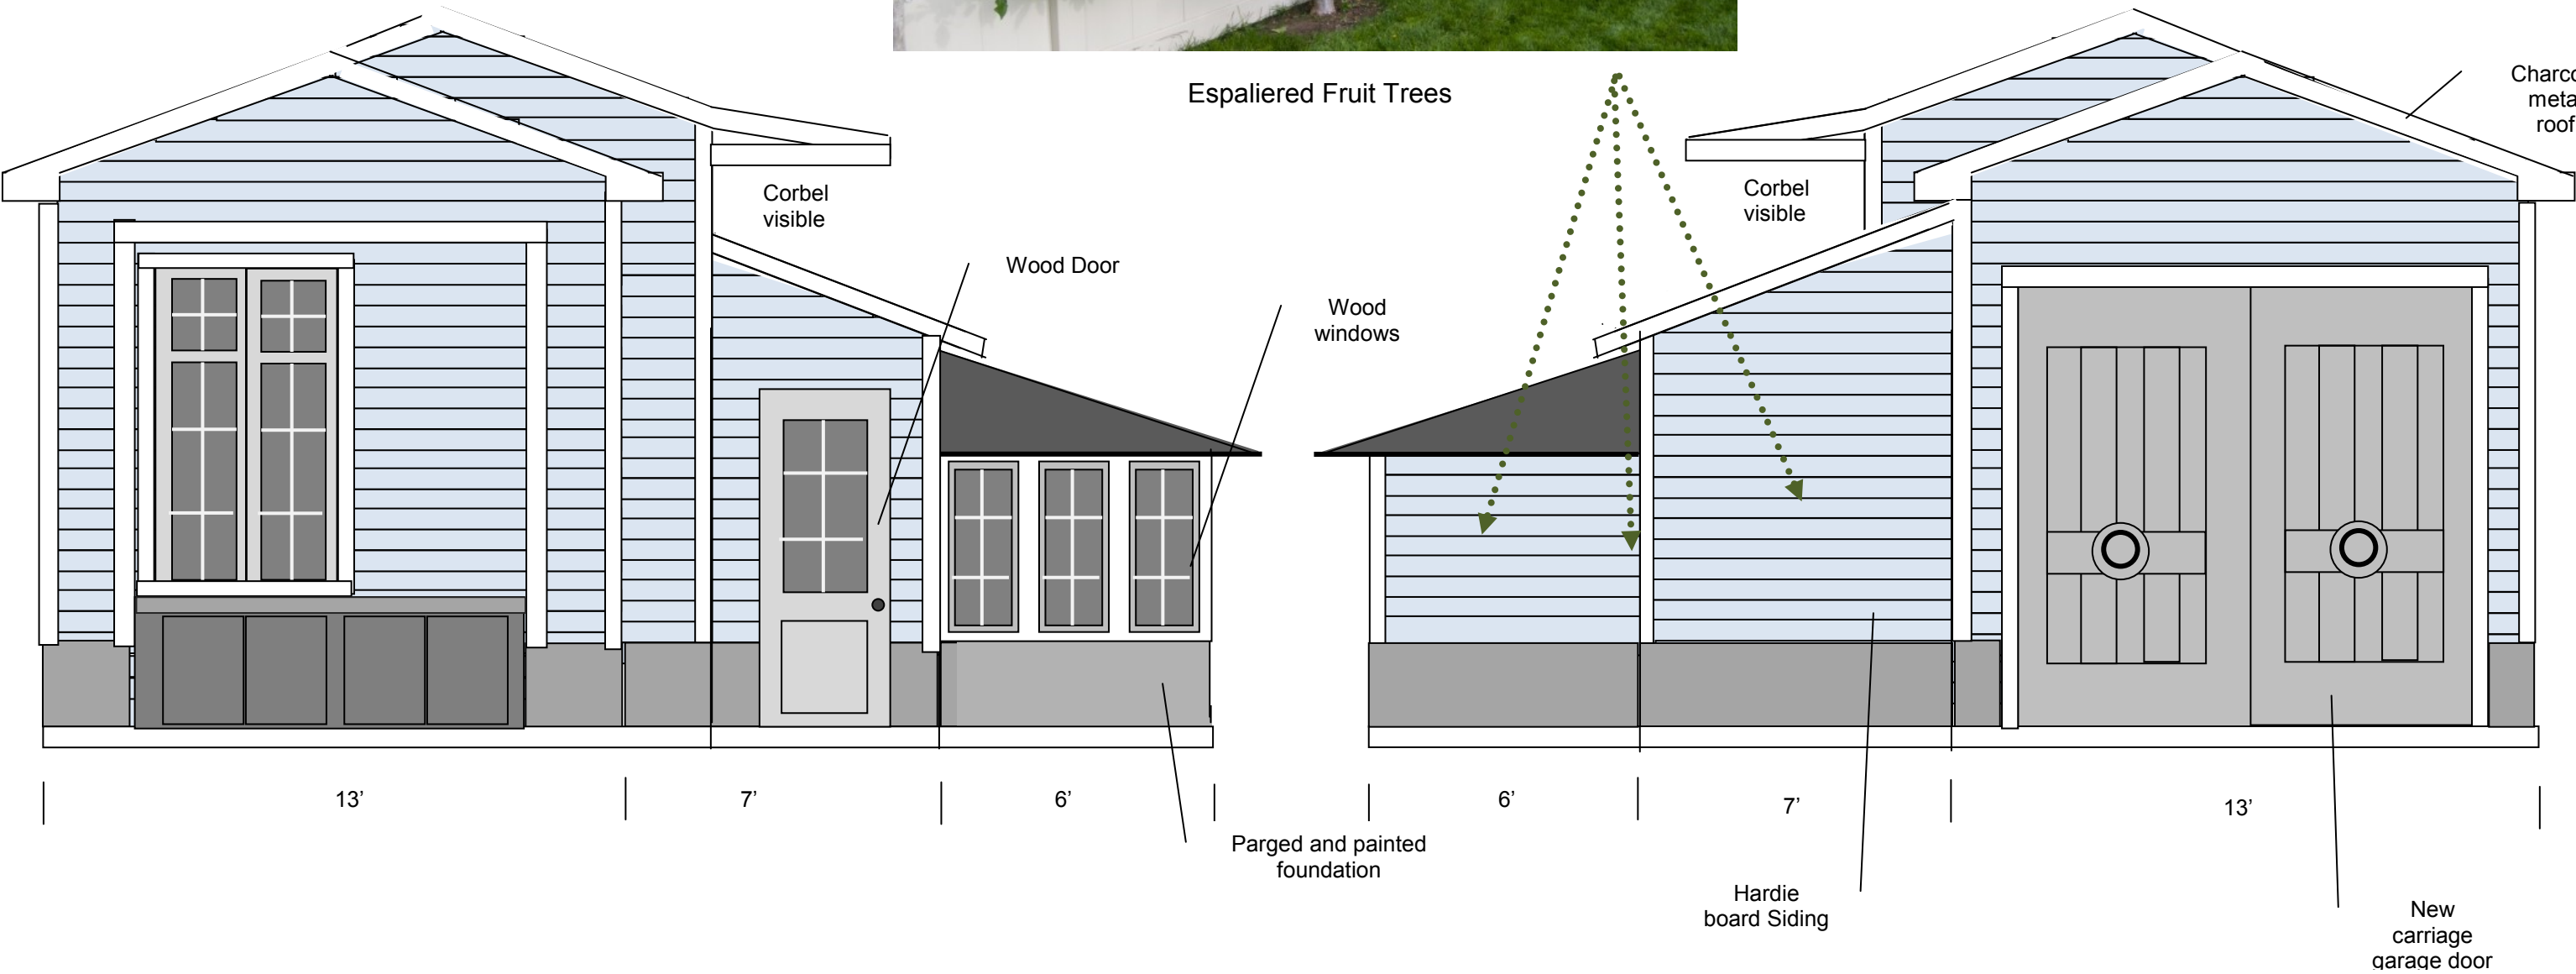 Espaliered Fruit Trees
Corbel
visible
Wood Door
Wood
windows
Corbel
visible
roof
13’
7’
6’
6’
7’
13’
Parged and painted
foundation
Hardie
board Siding
New
carriage
garage door